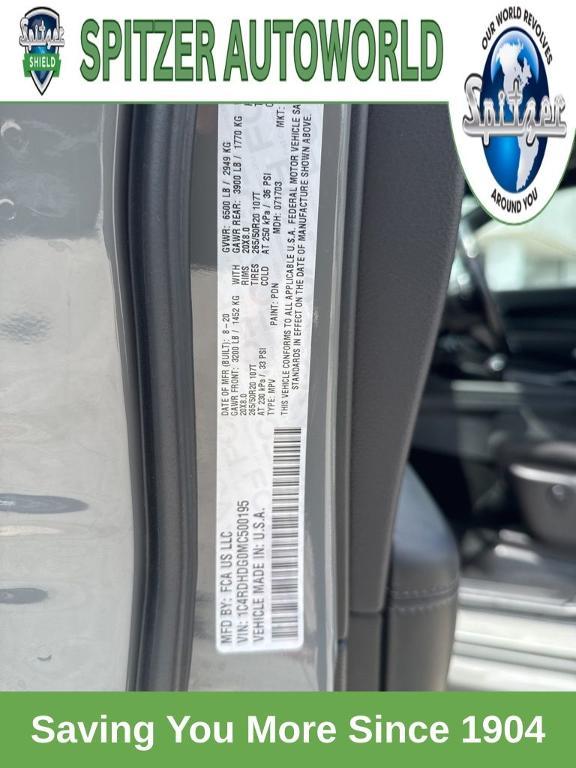 Spitzer
SHIELD
SPITZER AUTOWORLD
OUR WORLD REVOLVES
Spitzer
AROUND YOU
MFD BY: FCA US LLC
VIN: 1C4RDHDG0MC500195
VEHICLE MADE IN: U.S.A.
DATE OF MFR (BUILT): 8-20 GVWR: 6500 LB / 2949 KG
GAWR FRONT: 3200 LB / 1452 KG WITH GAWR REAR: 3900 LB / 1770 KG
20X8.0 RIMS 20X8.0
265/50R20 107T TIRES 265/50R20 107T
AT 230 kPa / 33 PSI COLD AT 250 kPa / 36 PSI
TYPE: MPV PAINT: PDN MDH: 071703 MKT:
THIS VEHICLE CONFORMS TO ALL APPLICABLE U.S.A. FEDERAL MOTOR VEHICLE SA
STANDARDS IN EFFECT ON THE DATE OF MANUFACTURE SHOWN ABOVE.
Saving You More Since 1904